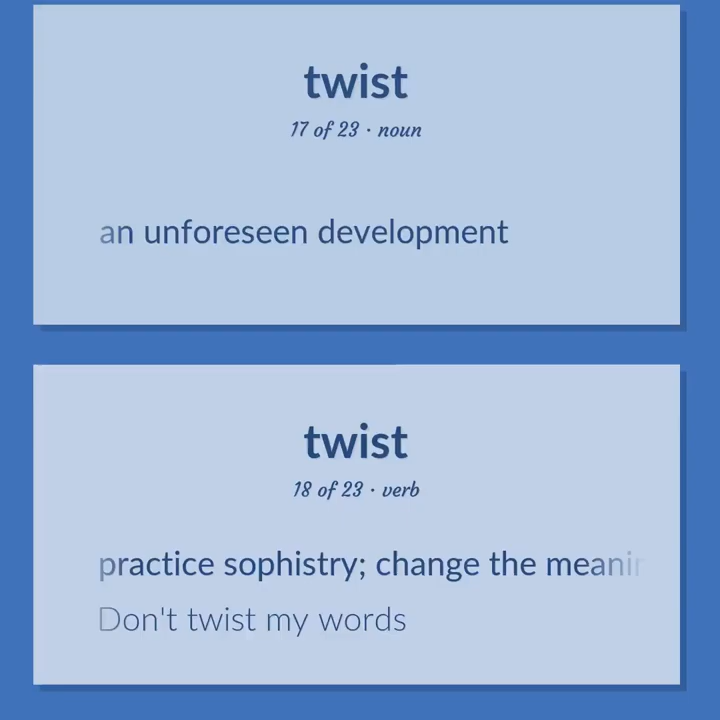 twist
17 of 23 · noun
an unforeseen development
twist
18 of 23 · verb
practice sophistry; change the
Don't twist my words